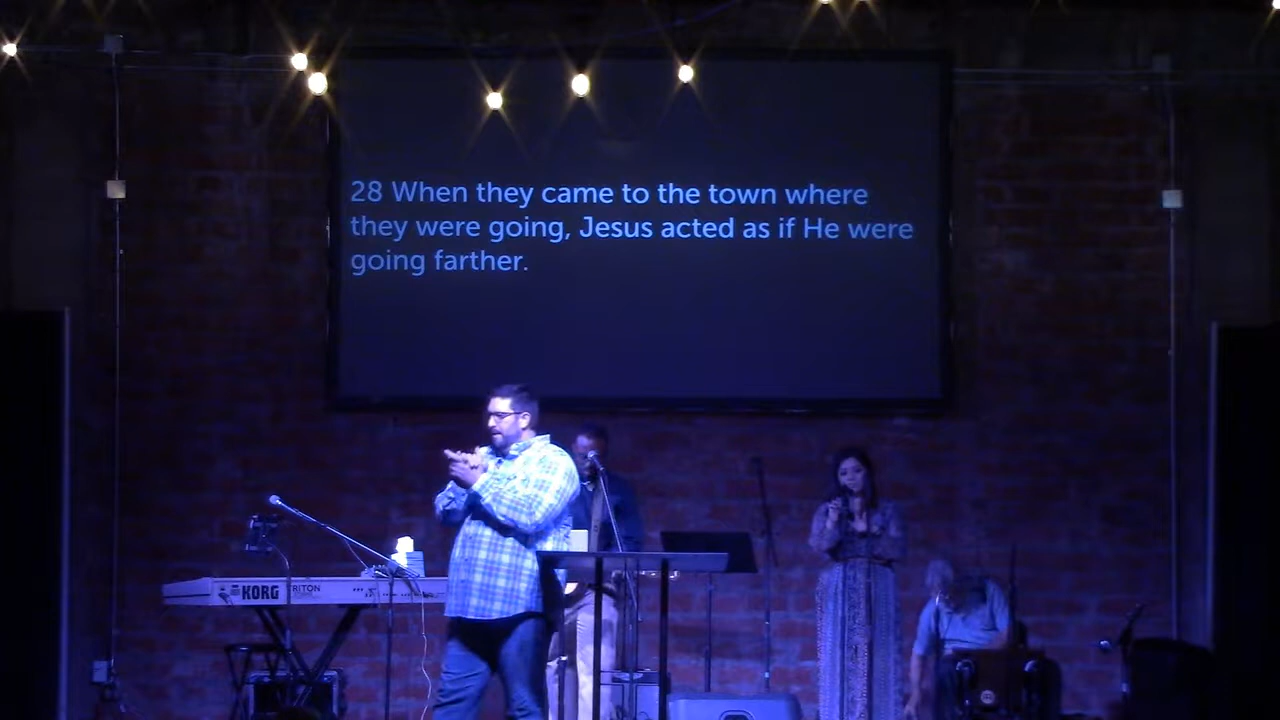 28 When they came to the town where
they were going, Jesus acted as if He were
going farther.
KORG
TRITON